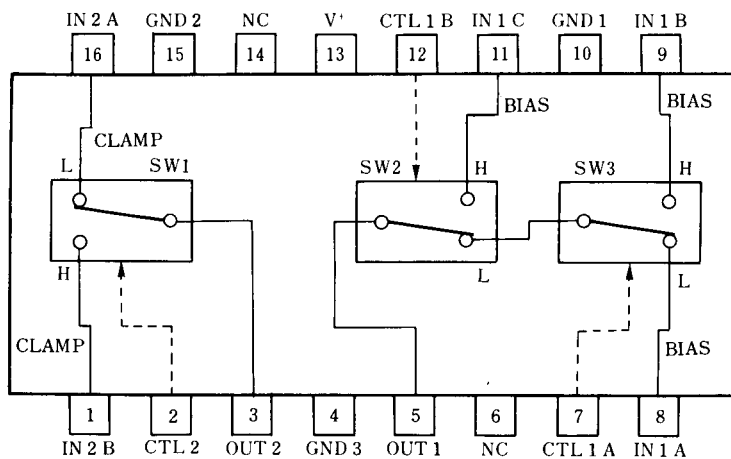 IN 2 A GND 2 NC V+ CTL 1 B IN 1 C GND 1 IN 1 B
16 15 14 13 12 11 10 9
BIAS BIAS
CLAMP
L SW1 SW2 H SW3 H
H L L
CLAMP BIAS
1 2 3 4 5 6 7 8
IN 2 B CTL 2 OUT 2 GND 3 OUT 1 NC CTL 1 A IN 1 A